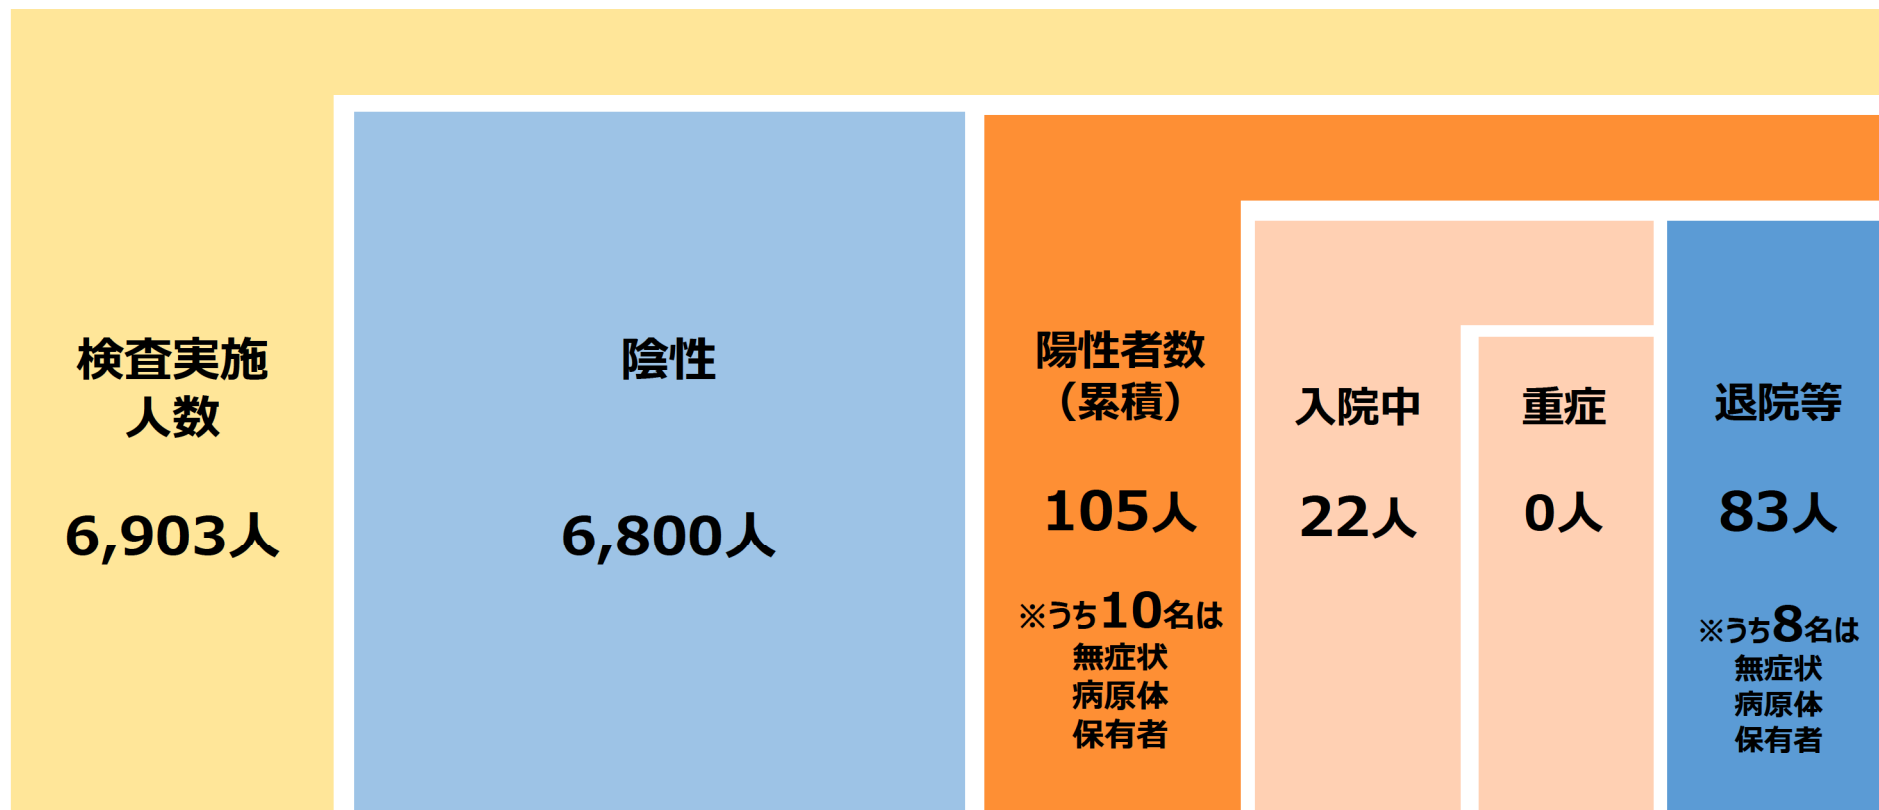 検査実施
人数
6,903人
陰性
6,800人
陽性者数
（累積）
105人
※うち10名は
無症状
病原体
保有者
入院中
22人
重症
0人
退院等
83人
※うち8名は
無症状
病原体
保有者